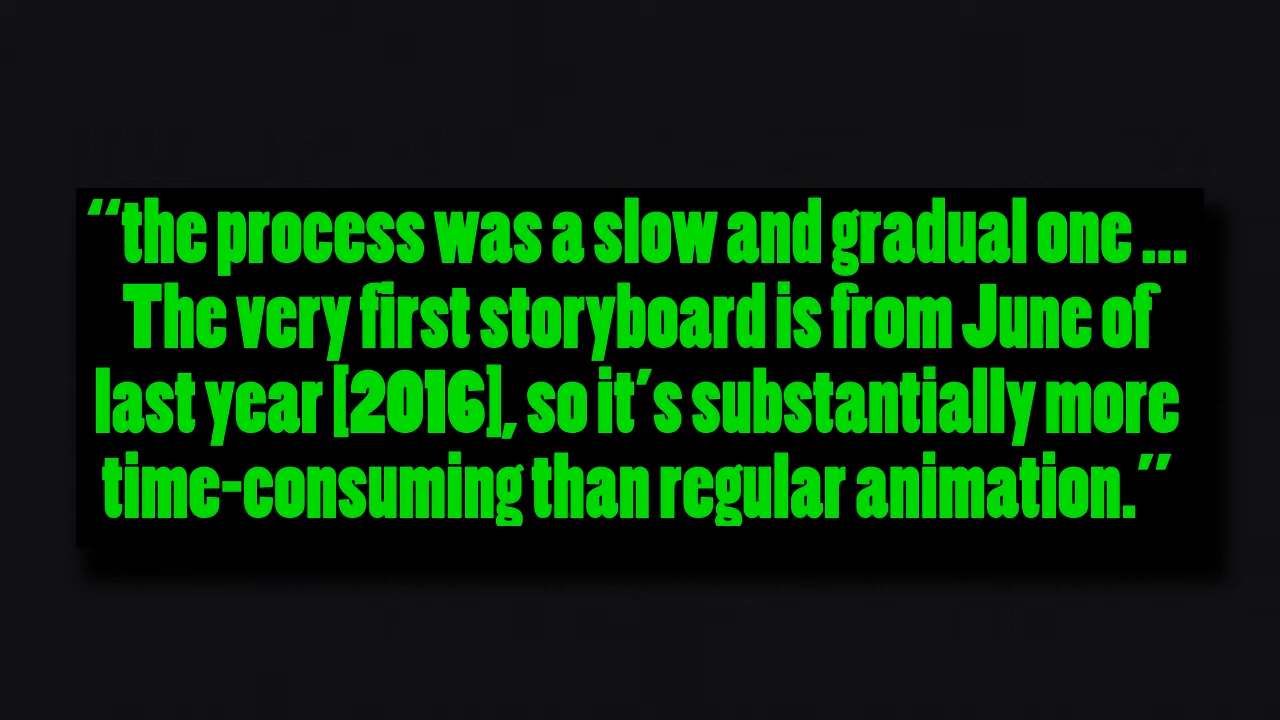 “the process was a slow and gradual one ...
The very first storyboard is from June of
last year [2016], so it's substantially more
time-consuming than regular animation.”